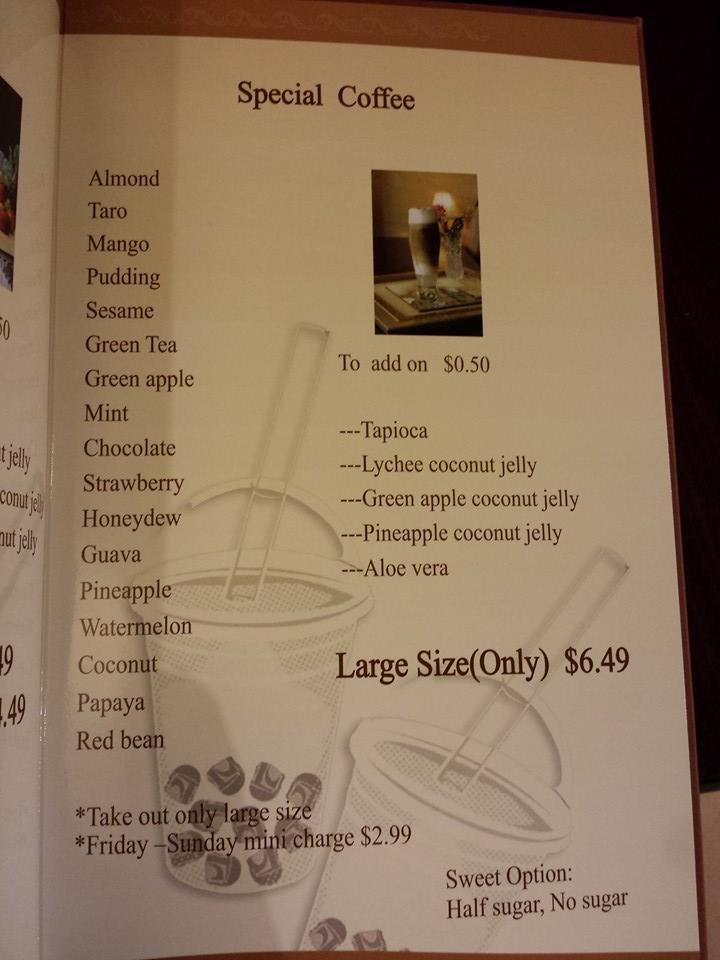 Special Coffee
Almond
Taro
Mango
Pudding
Sesame
Green Tea
Green apple
Mint
Chocolate
Strawberry
Honeydew
Guava
Pineapple
Watermelon
Coconut
Papaya
Red bean
To add on $0.50
---Tapioca
---Lychee coconut jelly
---Green apple coconut jelly
---Pineapple coconut jelly
---Aloe vera
Large Size(Only) $6.49
*Take out only large size
*Friday –Sunday mini charge $2.99
Sweet Option:
Half sugar, No sugar
jelly
jelly
jelly